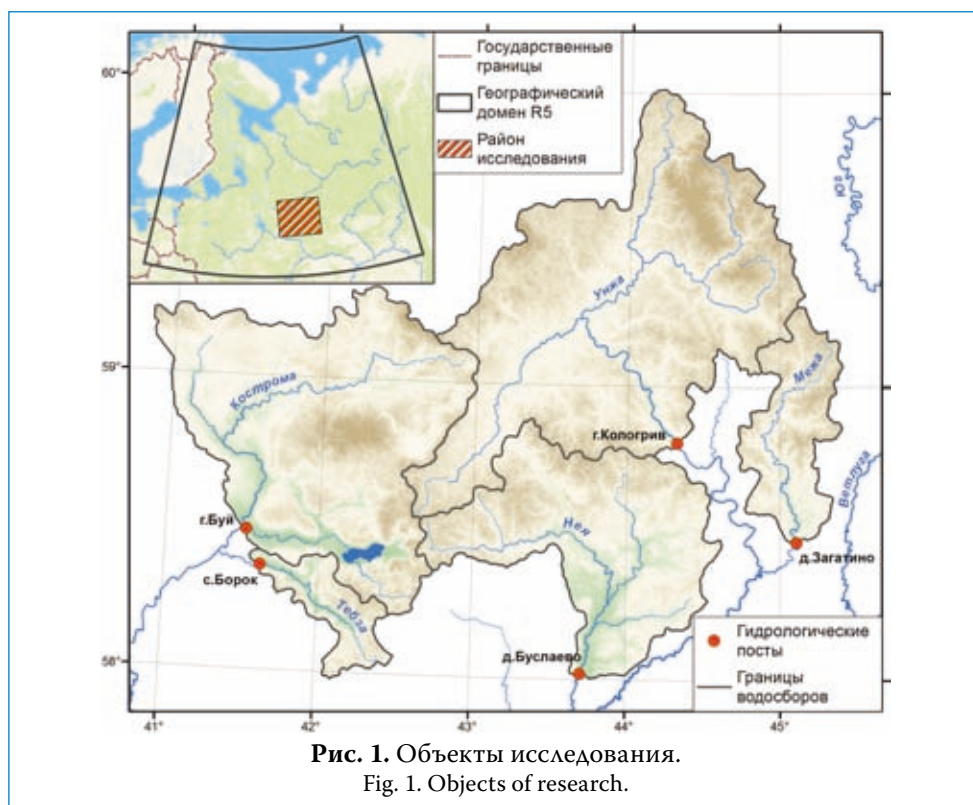 Государственные
границы
Географический
домен R5
Район
исследования
60°
59°
58°
41°
42°
43°
44°
45°
Юг
Унжа
Кострома
Межа
Ветлуга
г.Кологрив
Нея
г.Буй
с.Борок
Тебза
д.Загатино
д.Буслаево
Гидрологические
посты
Границы
водосборов
Рис. 1. Объекты исследования.
Fig. 1. Objects of research.